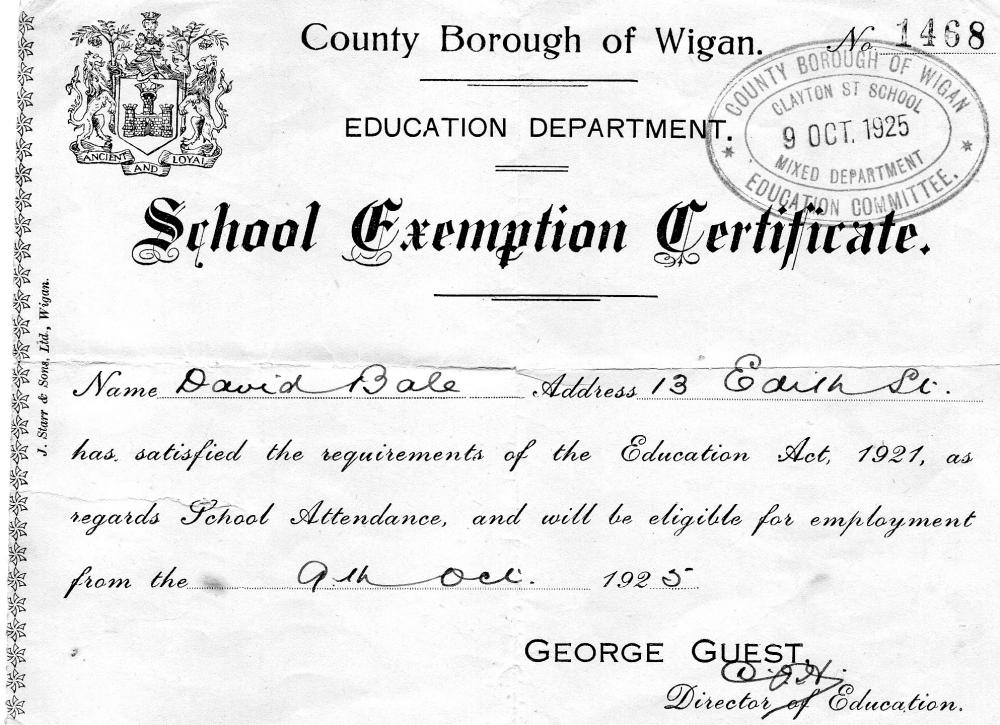 County Borough of Wigan.
No. 1468
EDUCATION DEPARTMENT.
COUNTY BOROUGH OF WIGAN
CLAYTON ST SCHOOL
9 OCT. 1925
MIXED DEPARTMENT
EDUCATION COMMITTEE.
ANCIENT AND LOYAL
School Exemption Certificate.
J. Starr & Sons, Ltd., Wigan.
Name David Bale Address 13 Edith St.
has satisfied the requirements of the Education Act, 1921, as
regards School Attendance, and will be eligible for employment
from the 9th Oct. 1925
GEORGE GUEST,
Director of Education.